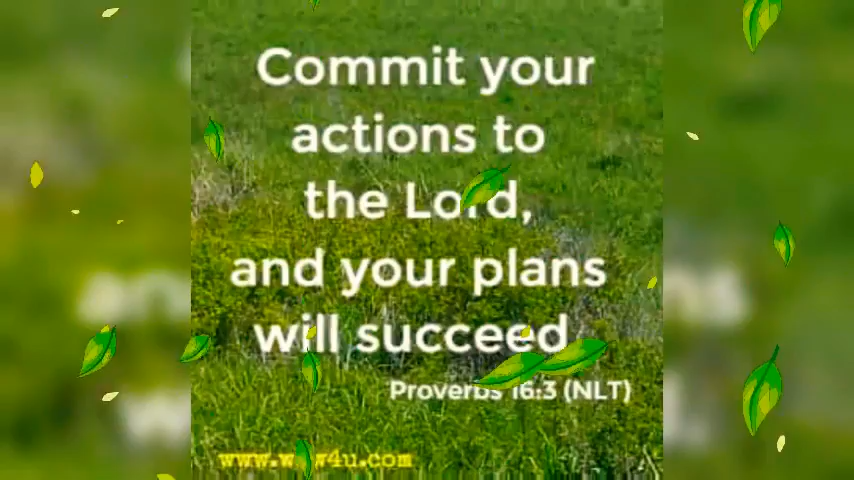 Commit your
actions to
the Lord,
and your plans
will succeed
Proverbs 16:3 (NLT)